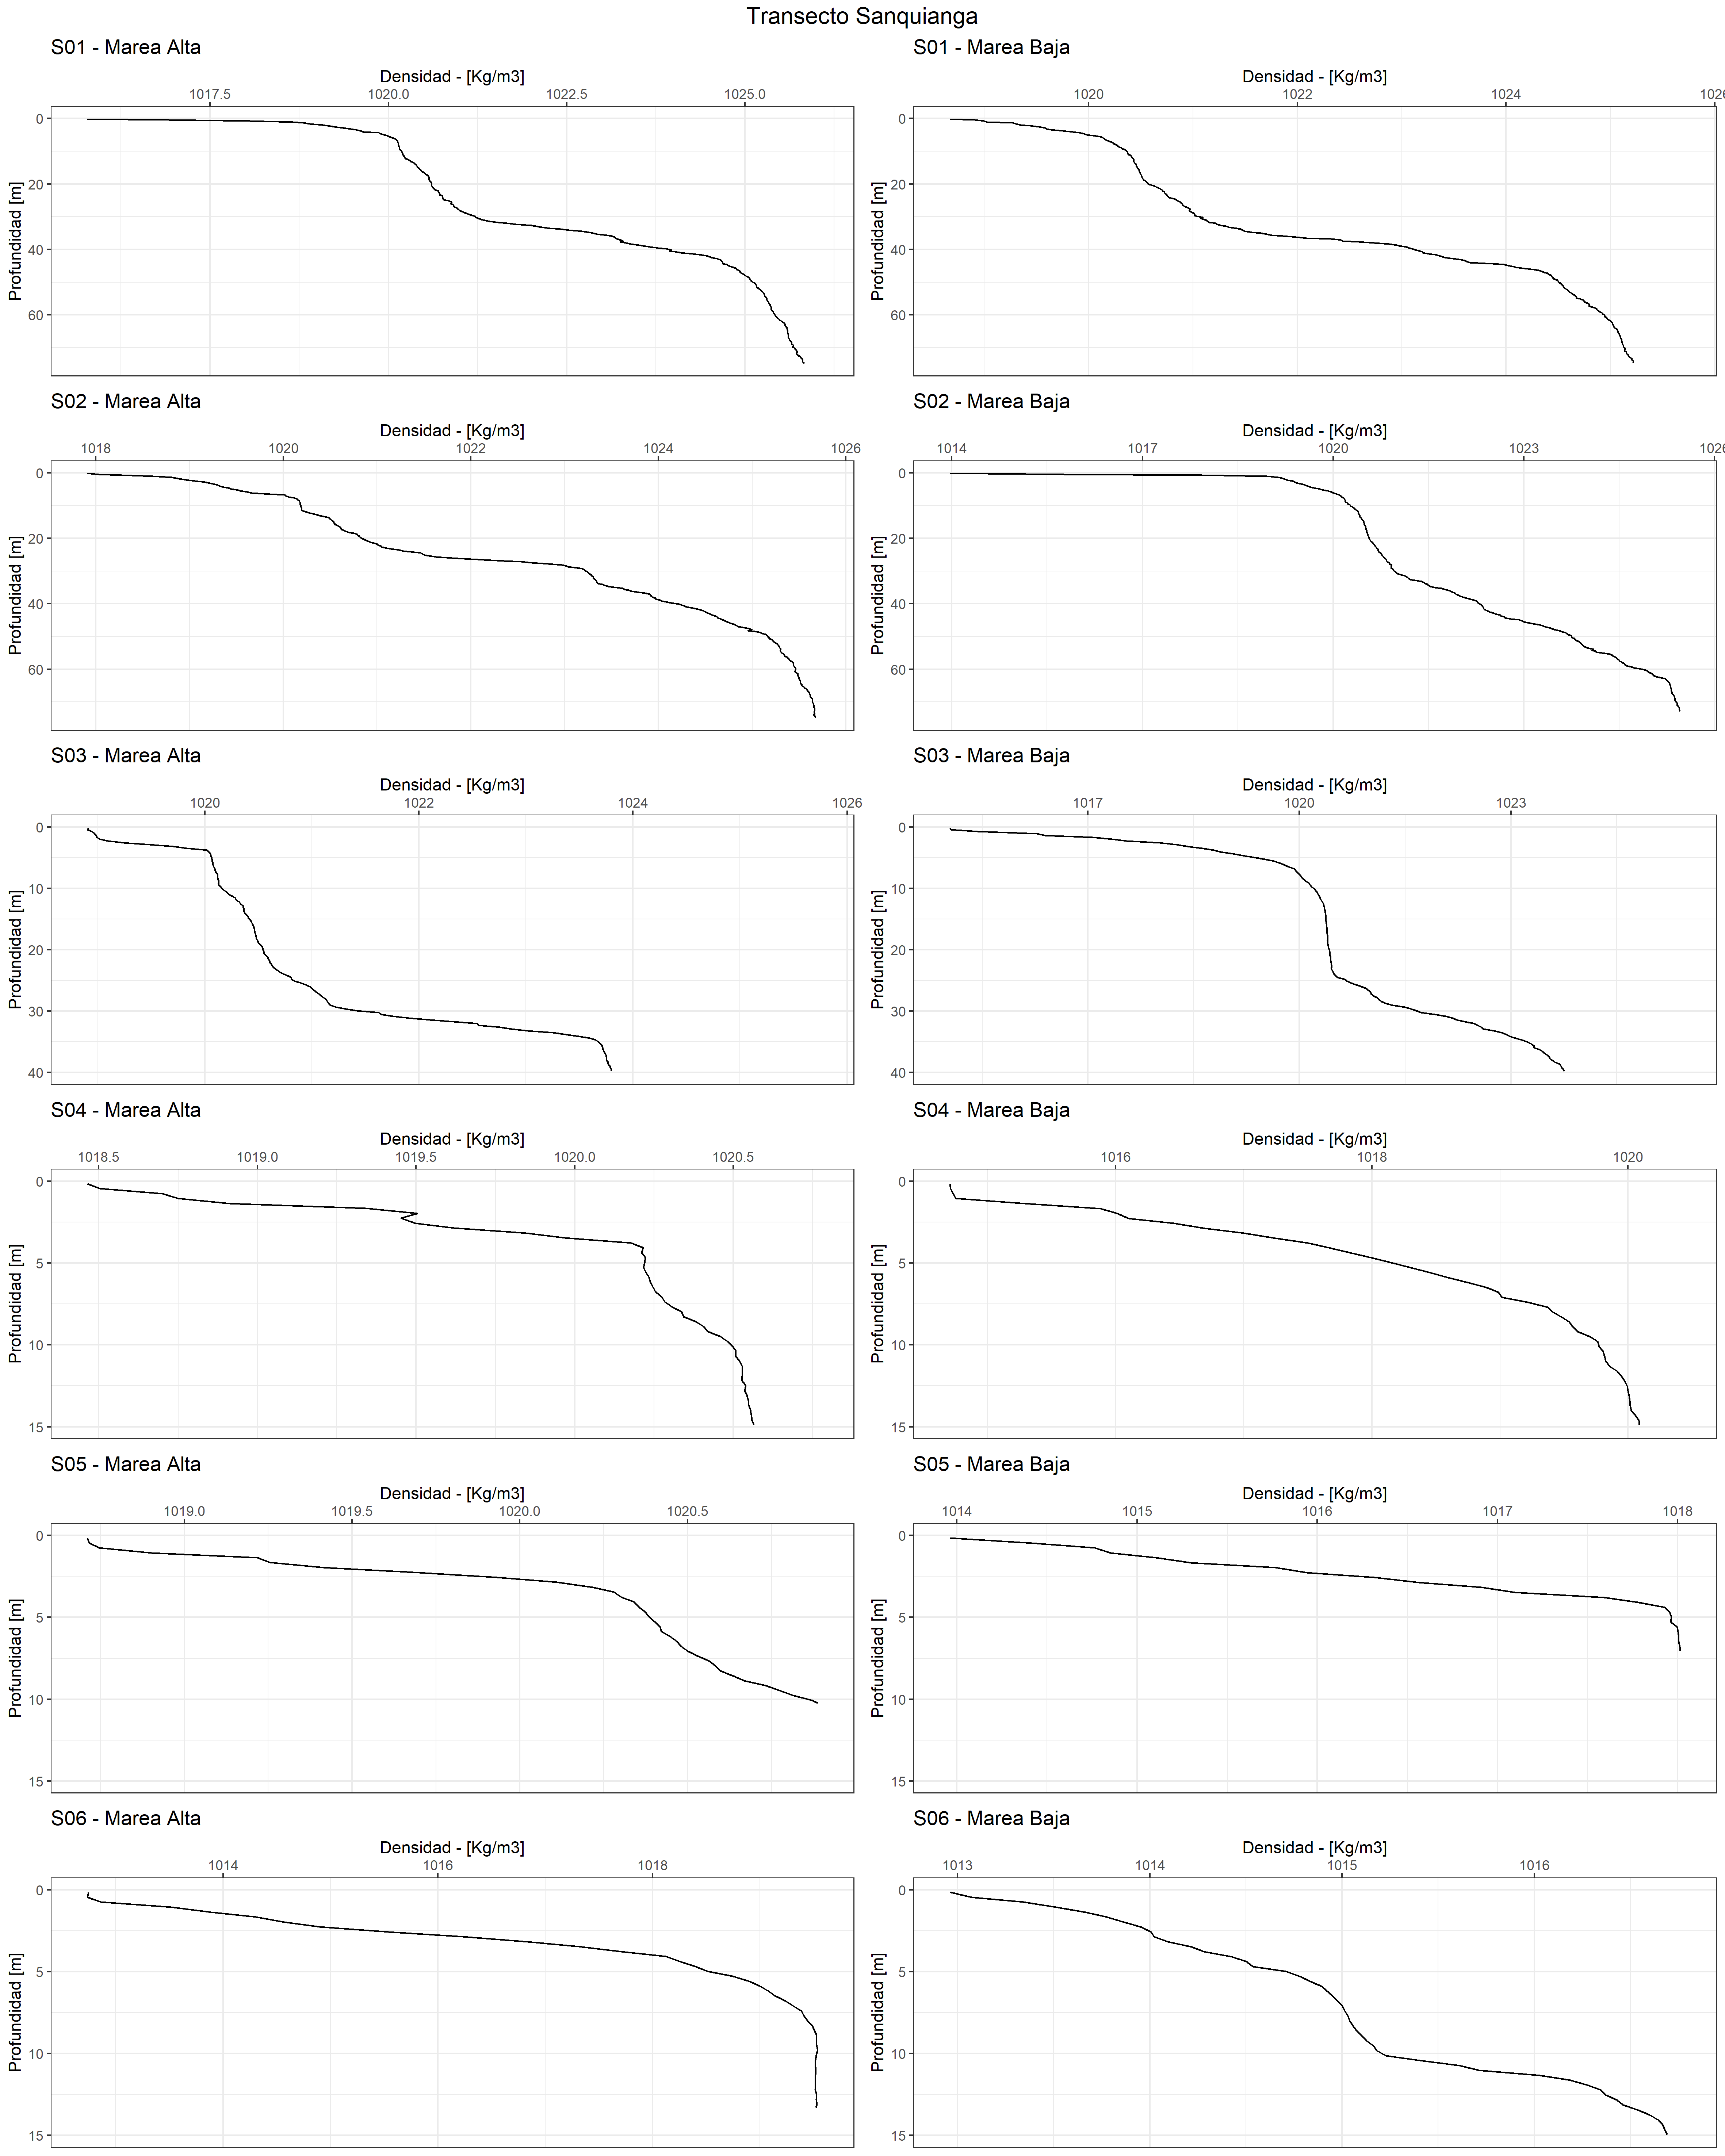 Transecto Sanquianga
S01 - Marea Alta
Densidad - [Kg/m3]
1017.5 1020.0 1022.5 1025.0
Profundidad [m]
0
20
40
60
S01 - Marea Baja
Densidad - [Kg/m3]
1020 1022 1024 1026
Profundidad [m]
0
20
40
60
S02 - Marea Alta
Densidad - [Kg/m3]
1018 1020 1022 1024 1026
Profundidad [m]
0
20
40
60
S02 - Marea Baja
Densidad - [Kg/m3]
1014 1017 1020 1023 1026
Profundidad [m]
0
20
40
60
S03 - Marea Alta
Densidad - [Kg/m3]
1020 1022 1024 1026
Profundidad [m]
0
10
20
30
40
S03 - Marea Baja
Densidad - [Kg/m3]
1017 1020 1023
Profundidad [m]
0
10
20
30
40
S04 - Marea Alta
Densidad - [Kg/m3]
1018.5 1019.0 1019.5 1020.0 1020.5
Profundidad [m]
0
5
10
15
S04 - Marea Baja
Densidad - [Kg/m3]
1016 1018 1020
Profundidad [m]
0
5
10
15
S05 - Marea Alta
Densidad - [Kg/m3]
1019.0 1019.5 1020.0 1020.5
Profundidad [m]
0
5
10
15
S05 - Marea Baja
Densidad - [Kg/m3]
1014 1015 1016 1017 1018
Profundidad [m]
0
5
10
15
S06 - Marea Alta
Densidad - [Kg/m3]
1014 1016 1018
Profundidad [m]
0
5
10
15
S06 - Marea Baja
Densidad - [Kg/m3]
1013 1014 1015 1016
Profundidad [m]
0
5
10
15